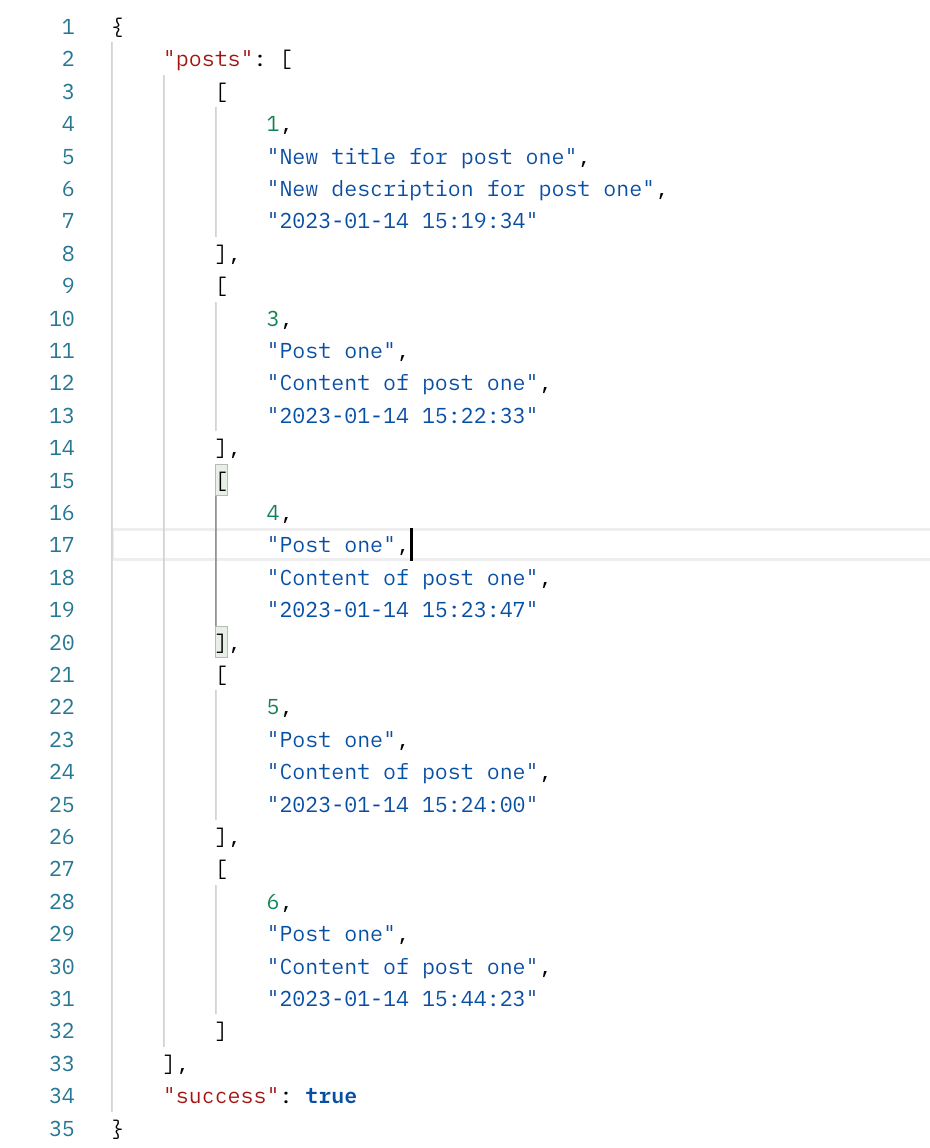 1 {
2     "posts": [
3         [
4             1,
5             "New title for post one",
6             "New description for post one",
7             "2023-01-14 15:19:34"
8         ],
9         [
10             3,
11             "Post one",
12             "Content of post one",
13             "2023-01-14 15:22:33"
14         ],
15         [
16             4,
17             "Post one",
18             "Content of post one",
19             "2023-01-14 15:23:47"
20         ],
21         [
22             5,
23             "Post one",
24             "Content of post one",
25             "2023-01-14 15:24:00"
26         ],
27         [
28             6,
29             "Post one",
30             "Content of post one",
31             "2023-01-14 15:44:23"
32         ]
33     ],
34     "success": true
35 }